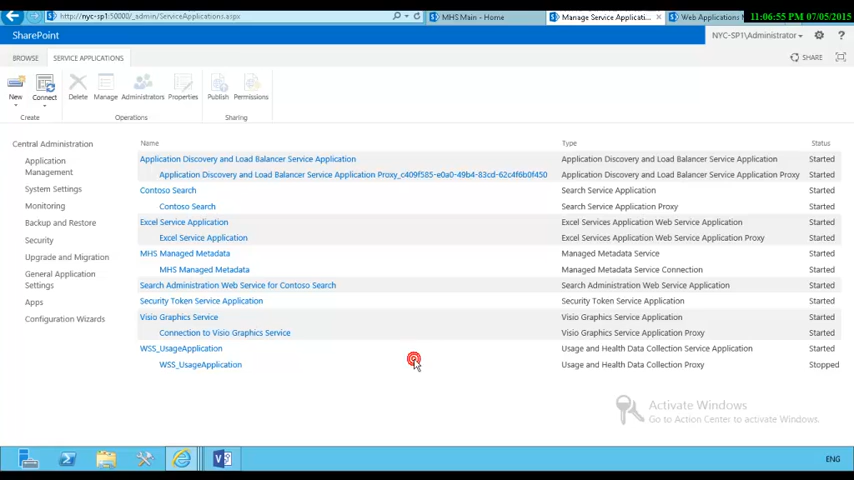 http://nyc-sp1:50000/_admin/ServiceApplications.aspx
MHS Main - Home
Manage Service Applicati...
Web Applications
11:06:55 PM 07/05/2015
SharePoint
NYC-SP1\Administrator
?
BROWSE
SERVICE APPLICATIONS
SHARE
New
Connect
Delete
Manage
Administrators
Properties
Publish
Permissions
Create
Operations
Sharing
Central Administration
Application Management
System Settings
Monitoring
Backup and Restore
Security
Upgrade and Migration
General Application Settings
Apps
Configuration Wizards
Name Type Status
Application Discovery and Load Balancer Service Application Application Discovery and Load Balancer Service Application Started
Application Discovery and Load Balancer Service Application Proxy_c409f585-e0a0-49b4-83cd-62c4f6b0f450 Application Discovery and Load Balancer Service Application Proxy Started
Contoso Search Search Service Application Started
Contoso Search Search Service Application Proxy Started
Excel Service Application Excel Services Application Web Service Application Started
Excel Service Application Excel Services Application Web Service Application Proxy Started
MHS Managed Metadata Managed Metadata Service Started
MHS Managed Metadata Managed Metadata Service Connection Started
Search Administration Web Service for Contoso Search Search Administration Web Service Application Started
Security Token Service Application Security Token Service Application Started
Visio Graphics Service Visio Graphics Service Application Started
Connection to Visio Graphics Service Visio Graphics Service Application Proxy Started
WSS_UsageApplication Usage and Health Data Collection Service Application Started
WSS_UsageApplication Usage and Health Data Collection Proxy Stopped
Activate Windows
Go to Action Center to activate Windows.
ENG